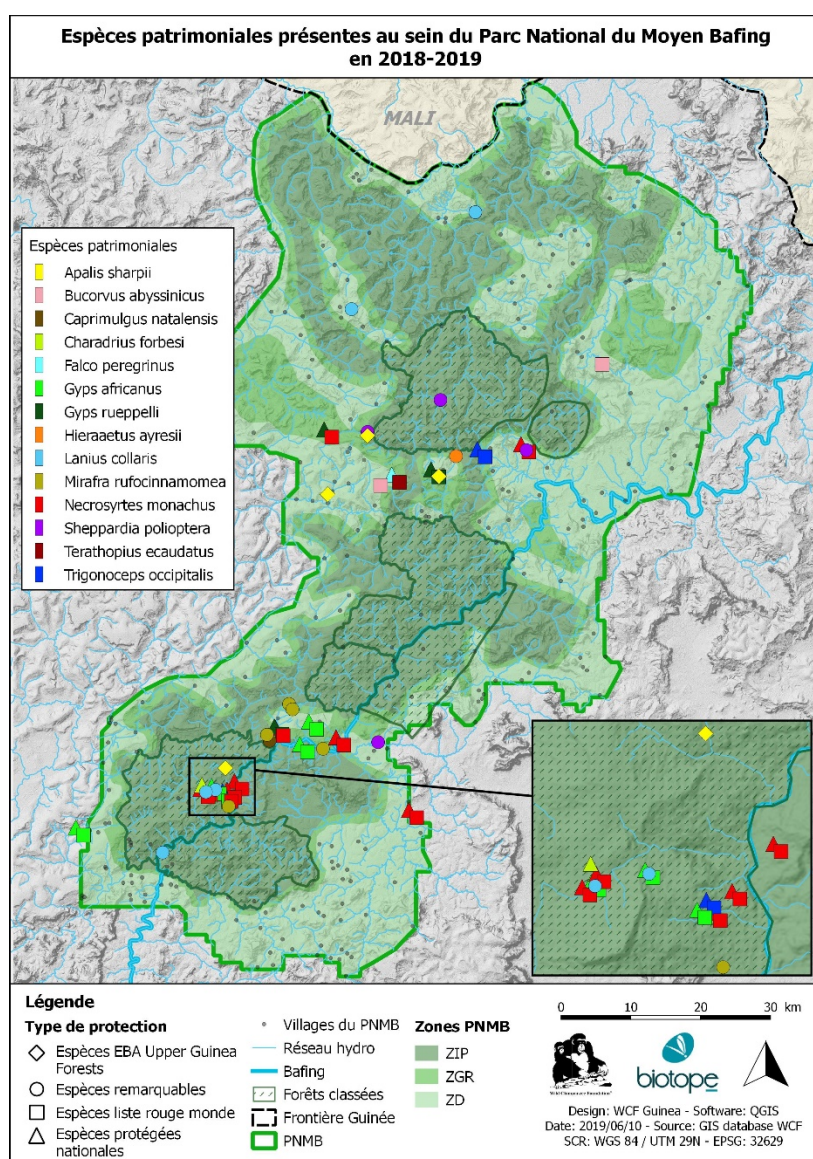 Espèces patrimoniales présentes au sein du Parc National du Moyen Bafing
en 2018-2019
MALI
Espèces patrimoniales
Apalis sharpii
Bucorvus abyssinicus
Caprimulgus natalensis
Charadrius forbesi
Falco peregrinus
Gyps africanus
Gyps rueppelli
Hieraaetus ayresii
Lanius collaris
Mirafra rufocinnamomea
Necrosyrtes monachus
Sheppardia polioptera
Terathopius ecaudatus
Trigonoceps occipitalis
Légende
Type de protection
Espèces EBA Upper Guinea
Forests
Espèces remarquables
Espèces liste rouge monde
Espèces protégées
nationales
Villages du PNMB
Réseau hydro
Bafing
Forêts classées
Frontière Guinée
PNMB
Zones PNMB
ZIP
ZGR
ZD
0 10 20 30 km
Wild Chimpanzee Foundation
biotope
Design: WCF Guinea - Software: QGIS
Date: 2019/06/10 - Source: GIS database WCF
SCR: WGS 84 / UTM 29N - EPSG: 32629